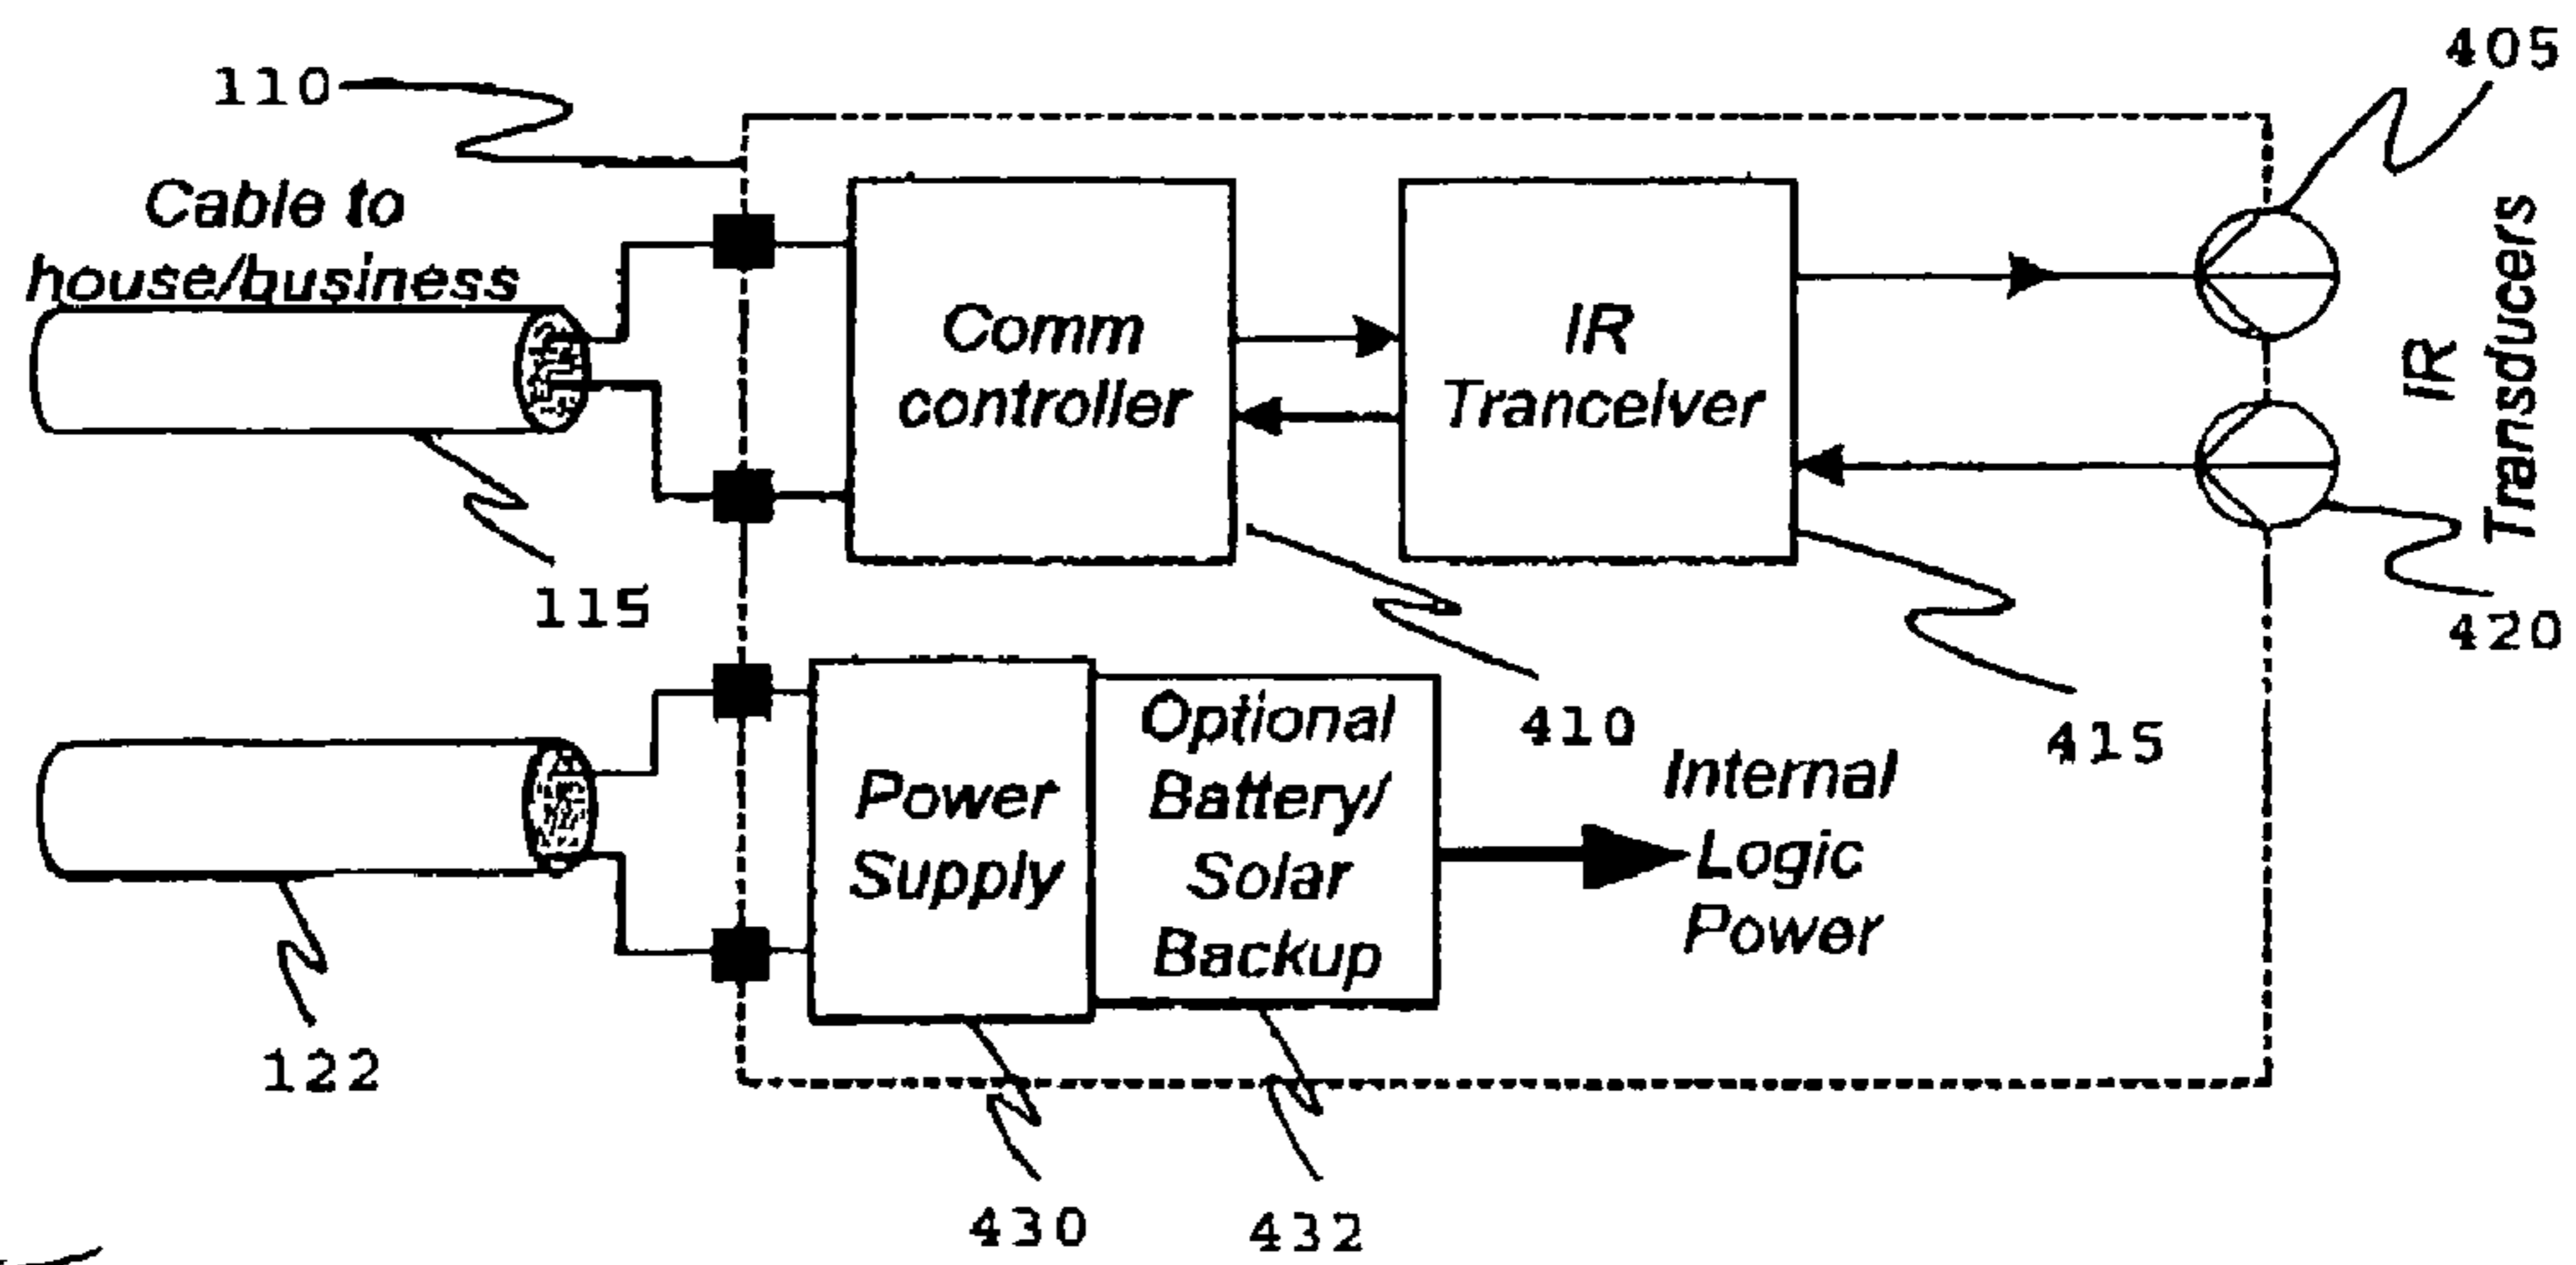 110
405
Cable to
house/business
Comm
controller
IR
Tranceiver
IR
Transducers
115
410
415
420
Power
Supply
Optional
Battery/
Solar
Backup
Internal
Logic
Power
122
430
432